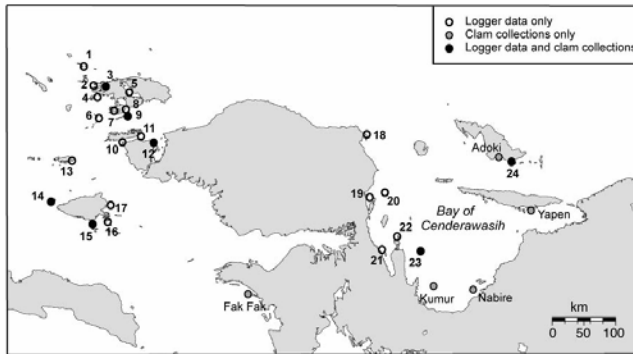 Logger data only
Clam collections only
Logger data and clam collections
1
2
3
4
5
6
7
8
9
10
11
12
13
14
15
16
17
18
19
20
21
22
23
24
Adoki
Yapen
Bay of
Cenderawasih
Kumur
Nabire
Fak Fak
km
0
100